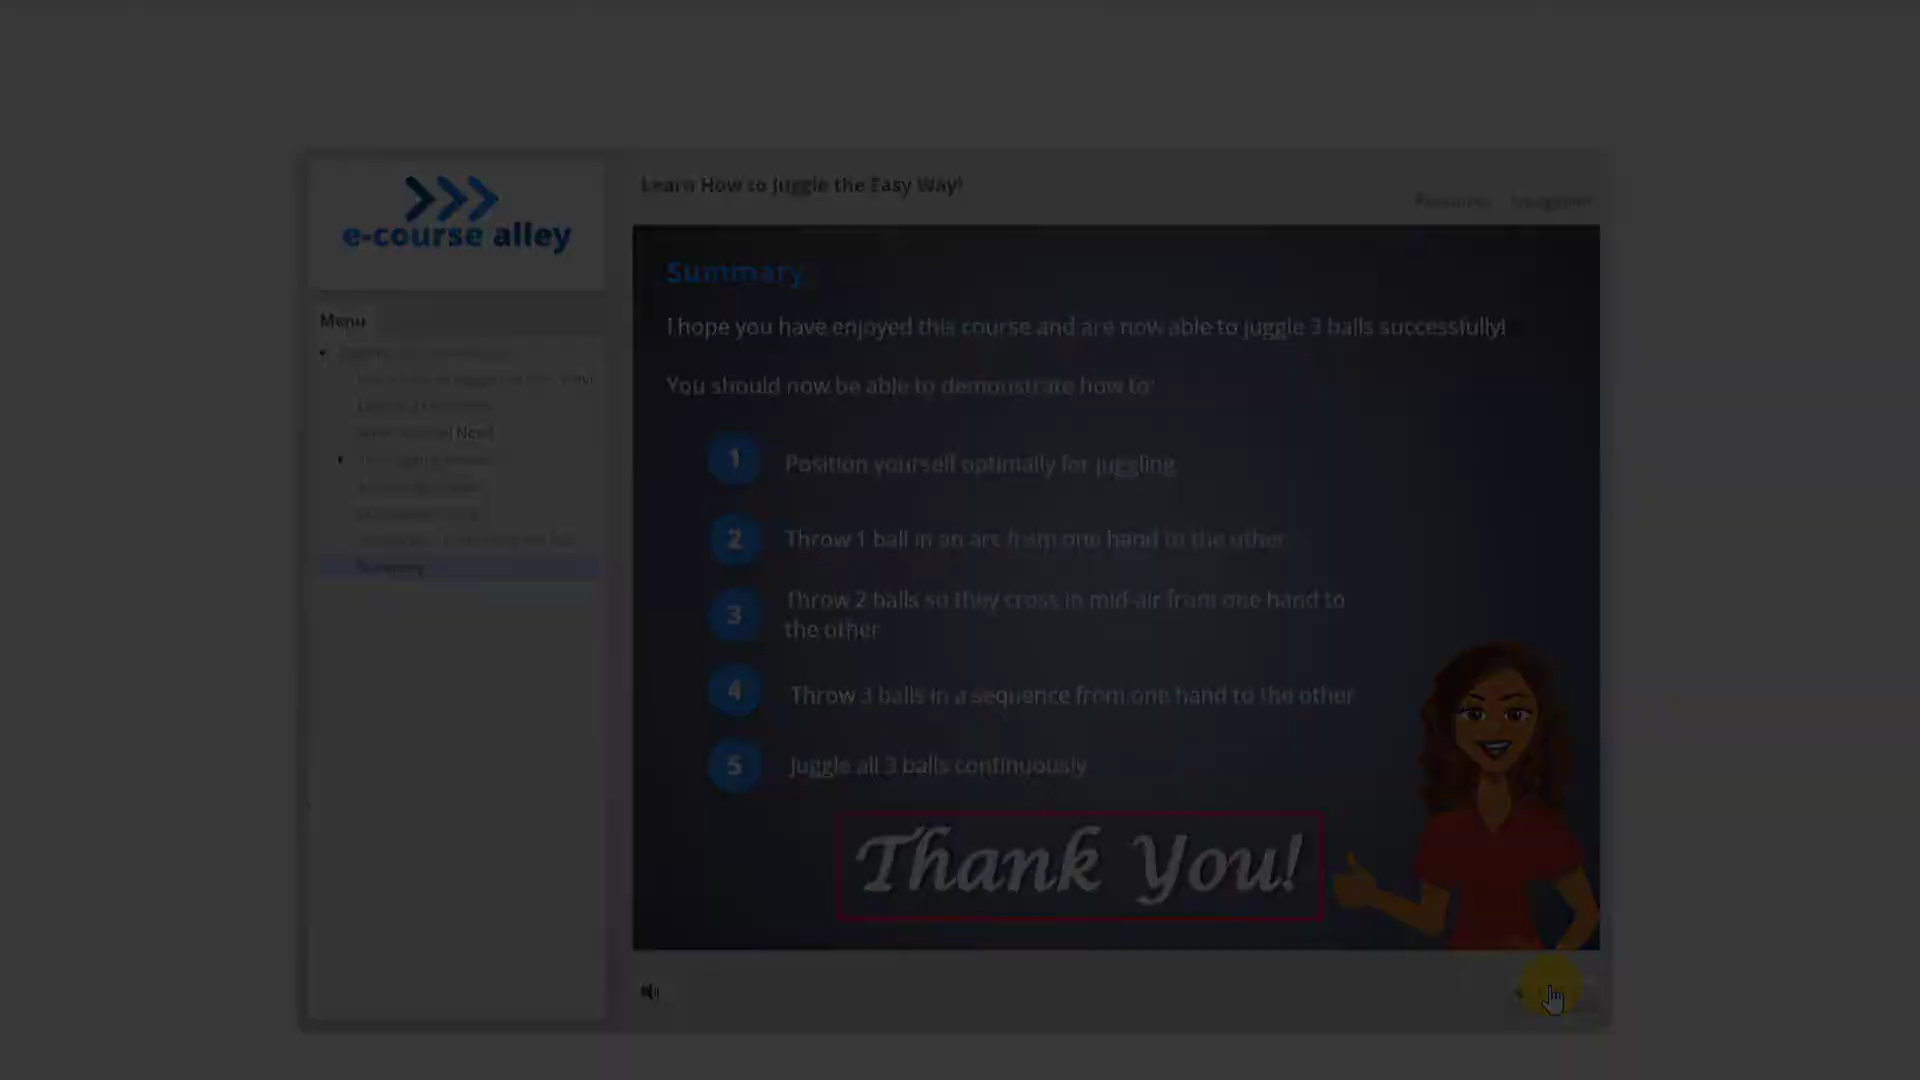 e-course alley
Learn How to Juggle the Easy Way!
Resources Navigation
Menu
Need
Summary
Summary
I hope you have enjoyed this course and are now able to juggle 3 balls successfully!
You should now be able to demonstrate how to:
1 Position yourself optimally for juggling
2 Throw 1 ball in an arc from one hand to the other
3 Throw 2 balls so they cross in mid-air from one hand to
the other
4 Throw 3 balls in a sequence from one hand to the other
5 Juggle all 3 balls continuously
Thank You!